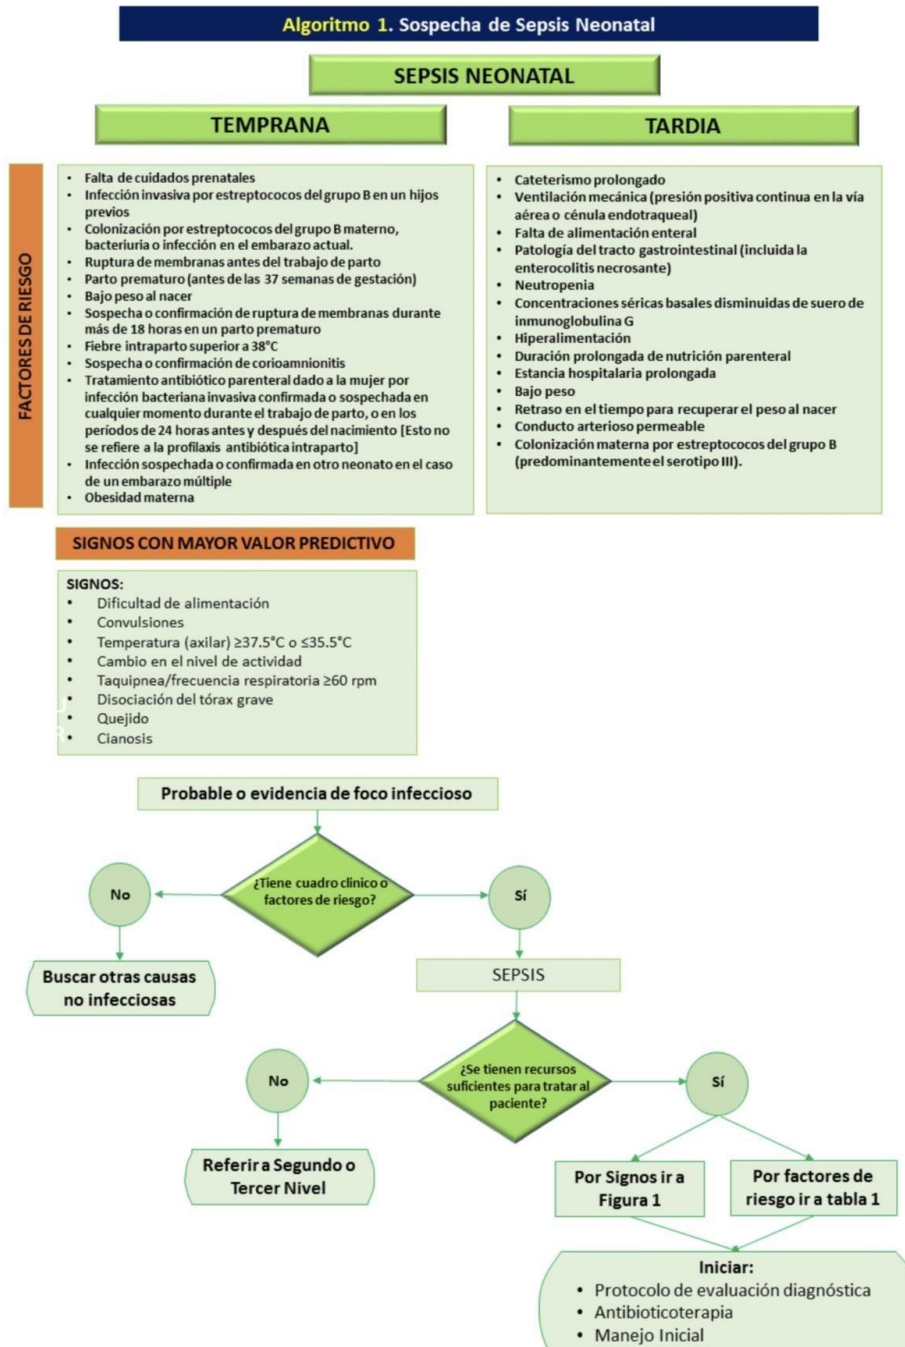 Algoritmo 1. Sospecha de Sepsis Neonatal
SEPSIS NEONATAL
TEMPRANA
TARDIA
FACTORES DE RIESGO
• Falta de cuidados prenatales
• Infección invasiva por estreptococos del grupo B en un hijos
previos
• Colonización por estreptococos del grupo B materno,
bacteriuria o infección en el embarazo actual.
• Ruptura de membranas antes del trabajo de parto
• Parto prematuro (antes de las 37 semanas de gestación)
• Bajo peso al nacer
• Sospecha o confirmación de ruptura de membranas durante
más de 18 horas en un parto prematuro
• Fiebre intraparto superior a 38°C
• Sospecha o confirmación de corioamnionitis
• Tratamiento antibiótico parenteral dado a la mujer por
infección bacteriana invasiva confirmada o sospechada en
cualquier momento durante el trabajo de parto, o en los
períodos de 24 horas antes y después del nacimiento [Esto no
se refiere a la profilaxis antibiótica intraparto]
• Infección sospechada o confirmada en otro neonato en el caso
de un embarazo múltiple
• Obesidad materna
• Cateterismo prolongado
• Ventilación mecánica (presión positiva continua en la vía
aérea o cénula endotraqueal)
• Falta de alimentación enteral
• Patología del tracto gastrointestinal (incluida la
enterocolitis necrosante)
• Neutropenia
• Concentraciones séricas basales disminuidas de suero de
inmunoglobulina G
• Hiperalimentación
• Duración prolongada de nutrición parenteral
• Estancia hospitalaria prolongada
• Bajo peso
• Retraso en el tiempo para recuperar el peso al nacer
• Conducto arterioso permeable
• Colonización materna por estreptococos del grupo B
(predominantemente el serotipo III).
SIGNOS CON MAYOR VALOR PREDICTIVO
SIGNOS:
• Dificultad de alimentación
• Convulsiones
• Temperatura (axilar) ≥37.5°C o ≤35.5°C
• Cambio en el nivel de actividad
• Taquipnea/frecuencia respiratoria ≥60 rpm
• Disociación del tórax grave
• Quejido
• Cianosis
Probable o evidencia de foco infeccioso
¿Tiene cuadro clinico o
factores de riesgo?
No
Sí
Buscar otras causas
no infecciosas
SEPSIS
¿Se tienen recursos
suficientes para tratar al
paciente?
No
Sí
Referir a Segundo o
Tercer Nivel
Por Signos ir a
Figura 1
Por factores de
riesgo ir a tabla 1
Iniciar:
• Protocolo de evaluación diagnóstica
• Antibioticoterapia
• Manejo Inicial